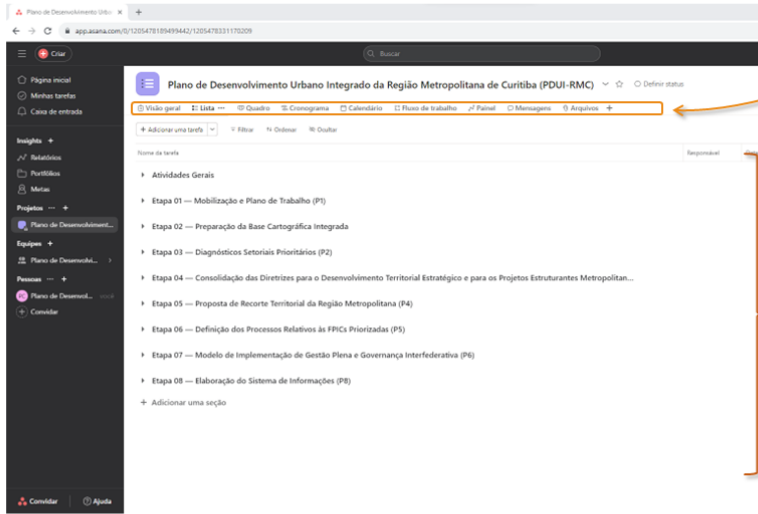 Plano de Desenvolvimento Urba
app.asana.com/0/1205478189499442/1205478331170209
Criar
Buscar
Página inicial
Minhas tarefas
Caixa de entrada
Insights
Relatórios
Portfólios
Metas
Projetos
Plano de Desenvolviment...
Equipes
Plano de Desenvolvi...
Pessoas
Plano de Desenvol... você
Convidar
Convidar
Ajuda
Plano de Desenvolvimento Urbano Integrado da Região Metropolitana de Curitiba (PDUI-RMC) Definir status
Visão geral Lista Quadro Cronograma Calendário Fluxo de trabalho Painel Mensagens Arquivos +
+ Adicionar uma tarefa Filtrar Ordenar Ocultar
Nome da tarefa Responsável
Atividades Gerais
Etapa 01 — Mobilização e Plano de Trabalho (P1)
Etapa 02 — Preparação da Base Cartográfica Integrada
Etapa 03 — Diagnósticos Setoriais Prioritários (P2)
Etapa 04 — Consolidação das Diretrizes para o Desenvolvimento Territorial Estratégico e para os Projetos Estruturantes Metropolitan...
Etapa 05 — Proposta de Recorte Territorial da Região Metropolitana (P4)
Etapa 06 — Definição dos Processos Relativos às FPICs Priorizadas (P5)
Etapa 07 — Modelo de Implementação de Gestão Plena e Governança Interfederativa (P6)
Etapa 08 — Elaboração do Sistema de Informações (P8)
+ Adicionar uma seção